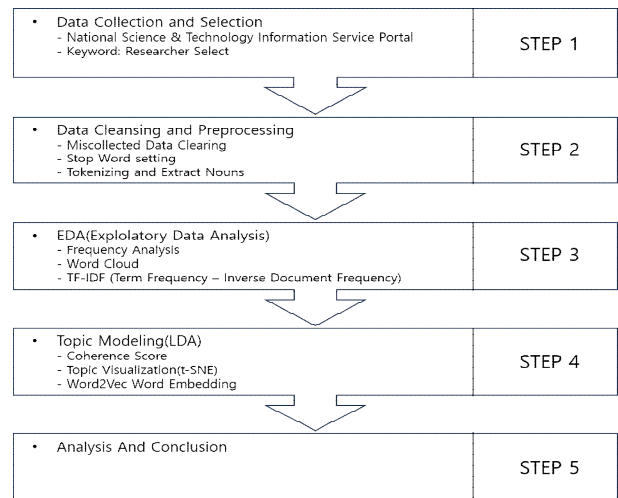 • Data Collection and Selection
- National Science & Technology Information Service Portal
- Keyword: Researcher Select
STEP 1
• Data Cleansing and Preprocessing
- Miscollected Data Clearing
- Stop Word setting
- Tokenizing and Extract Nouns
STEP 2
• EDA(Explolatory Data Analysis)
- Frequency Analysis
- Word Cloud
- TF-IDF (Term Frequency – Inverse Document Frequency)
STEP 3
• Topic Modeling(LDA)
- Coherence Score
- Topic Visualization(t-SNE)
- Word2Vec Word Embedding
STEP 4
• Analysis And Conclusion
STEP 5